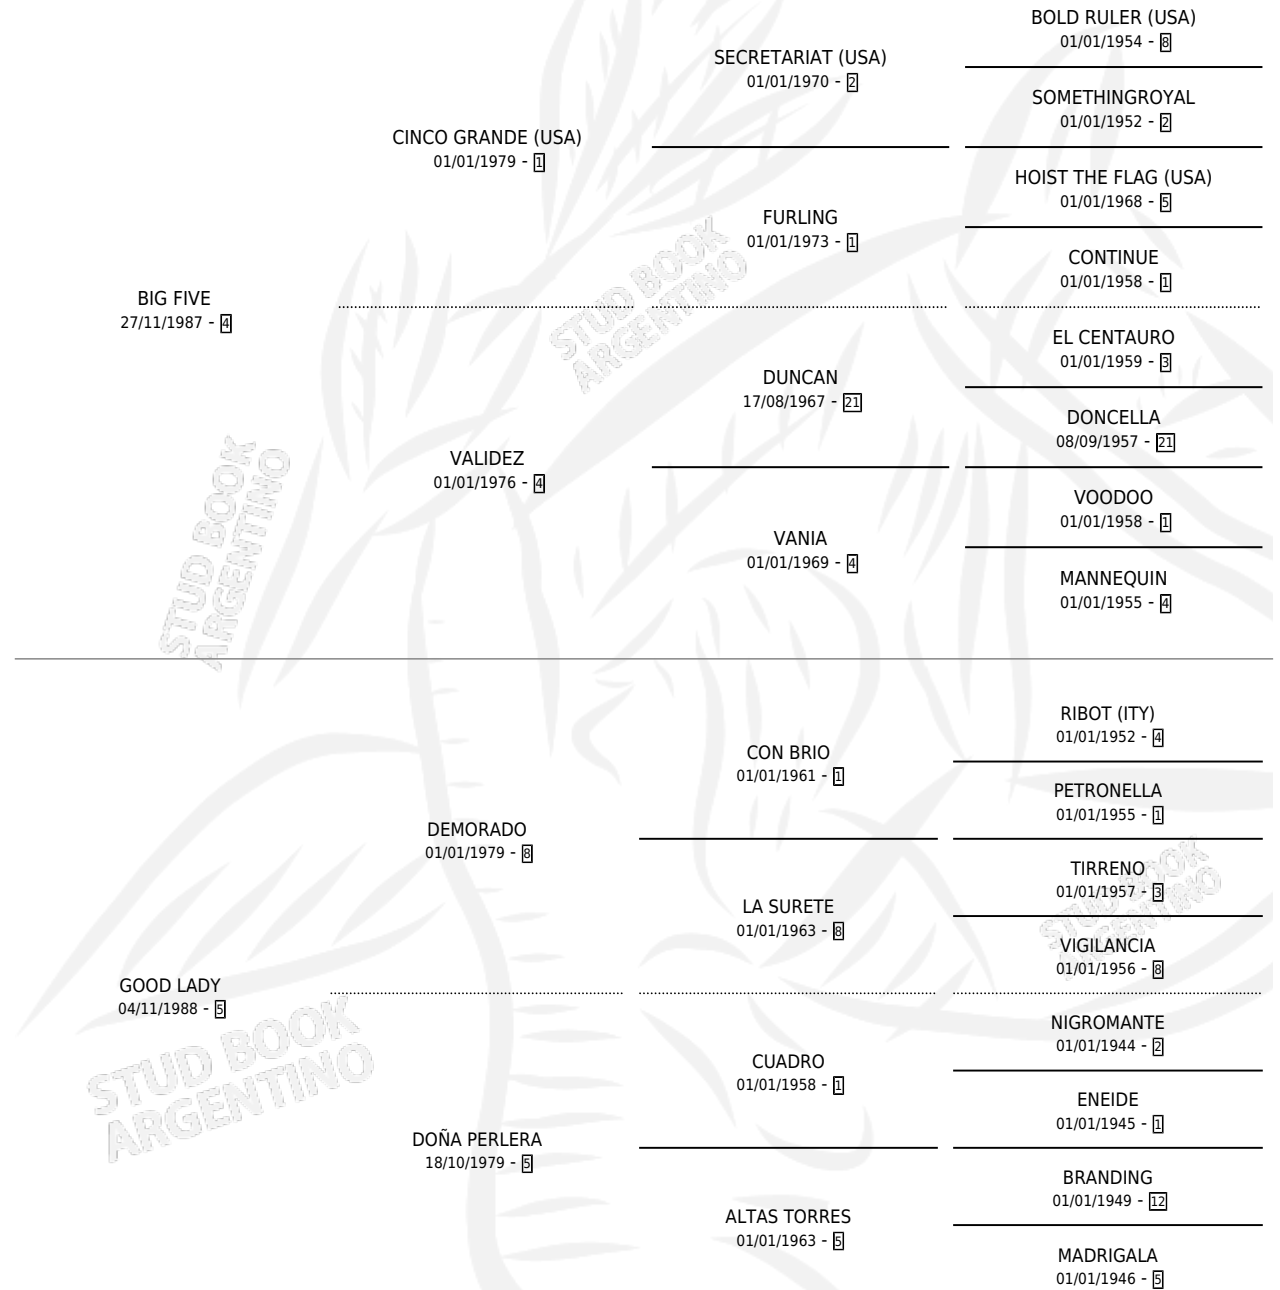 BOLD RULER (USA)
01/01/1954 - 8
SECRETARIAT (USA)
01/01/1970 - 2
SOMETHINGROYAL
01/01/1952 - 2
CINCO GRANDE (USA)
01/01/1979 - 1
HOIST THE FLAG (USA)
01/01/1968 - 5
FURLING
01/01/1973 - 1
CONTINUE
01/01/1958 - 1
BIG FIVE
27/11/1987 - 4
EL CENTAURO
01/01/1959 - 3
DUNCAN
17/08/1967 - 21
DONCELLA
08/09/1957 - 21
VALIDEZ
01/01/1976 - 4
VOODOO
01/01/1958 - 1
VANIA
01/01/1969 - 4
MANNEQUIN
01/01/1955 - 4
STUD BOOK
ARGENTINO
STUD BOOK
ARGENTINO
RIBOT (ITY)
01/01/1952 - 4
CON BRIO
01/01/1961 - 1
PETRONELLA
01/01/1955 - 1
DEMORADO
01/01/1979 - 8
TIRRENO
01/01/1957 - 3
LA SURETE
01/01/1963 - 8
VIGILANCIA
01/01/1956 - 8
STUD BOOK
ARGENTINO
GOOD LADY
04/11/1988 - 5
NIGROMANTE
01/01/1944 - 2
CUADRO
01/01/1958 - 1
ENEIDE
01/01/1945 - 1
STUD BOOK
ARGENTINO
DOÑA PERLERA
18/10/1979 - 5
BRANDING
01/01/1949 - 12
ALTAS TORRES
01/01/1963 - 5
MADRIGALA
01/01/1946 - 5